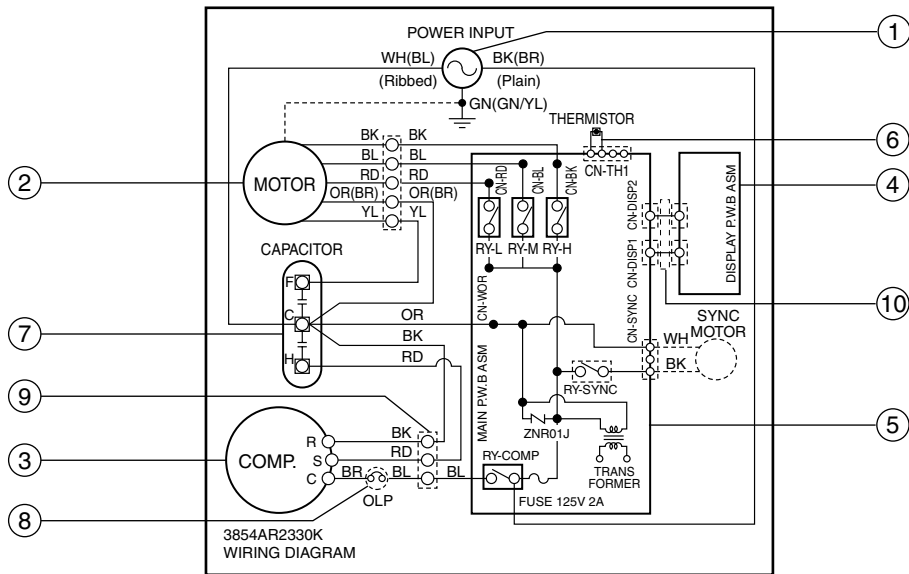 POWER INPUT
WH(BL)
BK(BR)
(Ribbed)
(Plain)
GN(GN/YL)
THERMISTOR
CN-TH1
MOTOR
BK
BK
BL
BL
RD
RD
OR(BR)
OR(BR)
YL
YL
CN-RD
CN-BL
CN-BK
RY-L
RY-M
RY-H
CN-DISP2
CN-DISP1
DISPLAY P.W.B ASM
CAPACITOR
F
C
H
OR
BK
RD
CN-WOR
MAIN P.W.B ASM
CN-SYNC
SYNC
MOTOR
WH
BK
RY-SYNC
ZNR01J
TRANS
FORMER
COMP.
R
S
C
BK
RD
BR
BL
BL
OLP
RY-COMP
FUSE 125V 2A
3854AR2330K
WIRING DIAGRAM
1
2
3
4
5
6
7
8
9
10